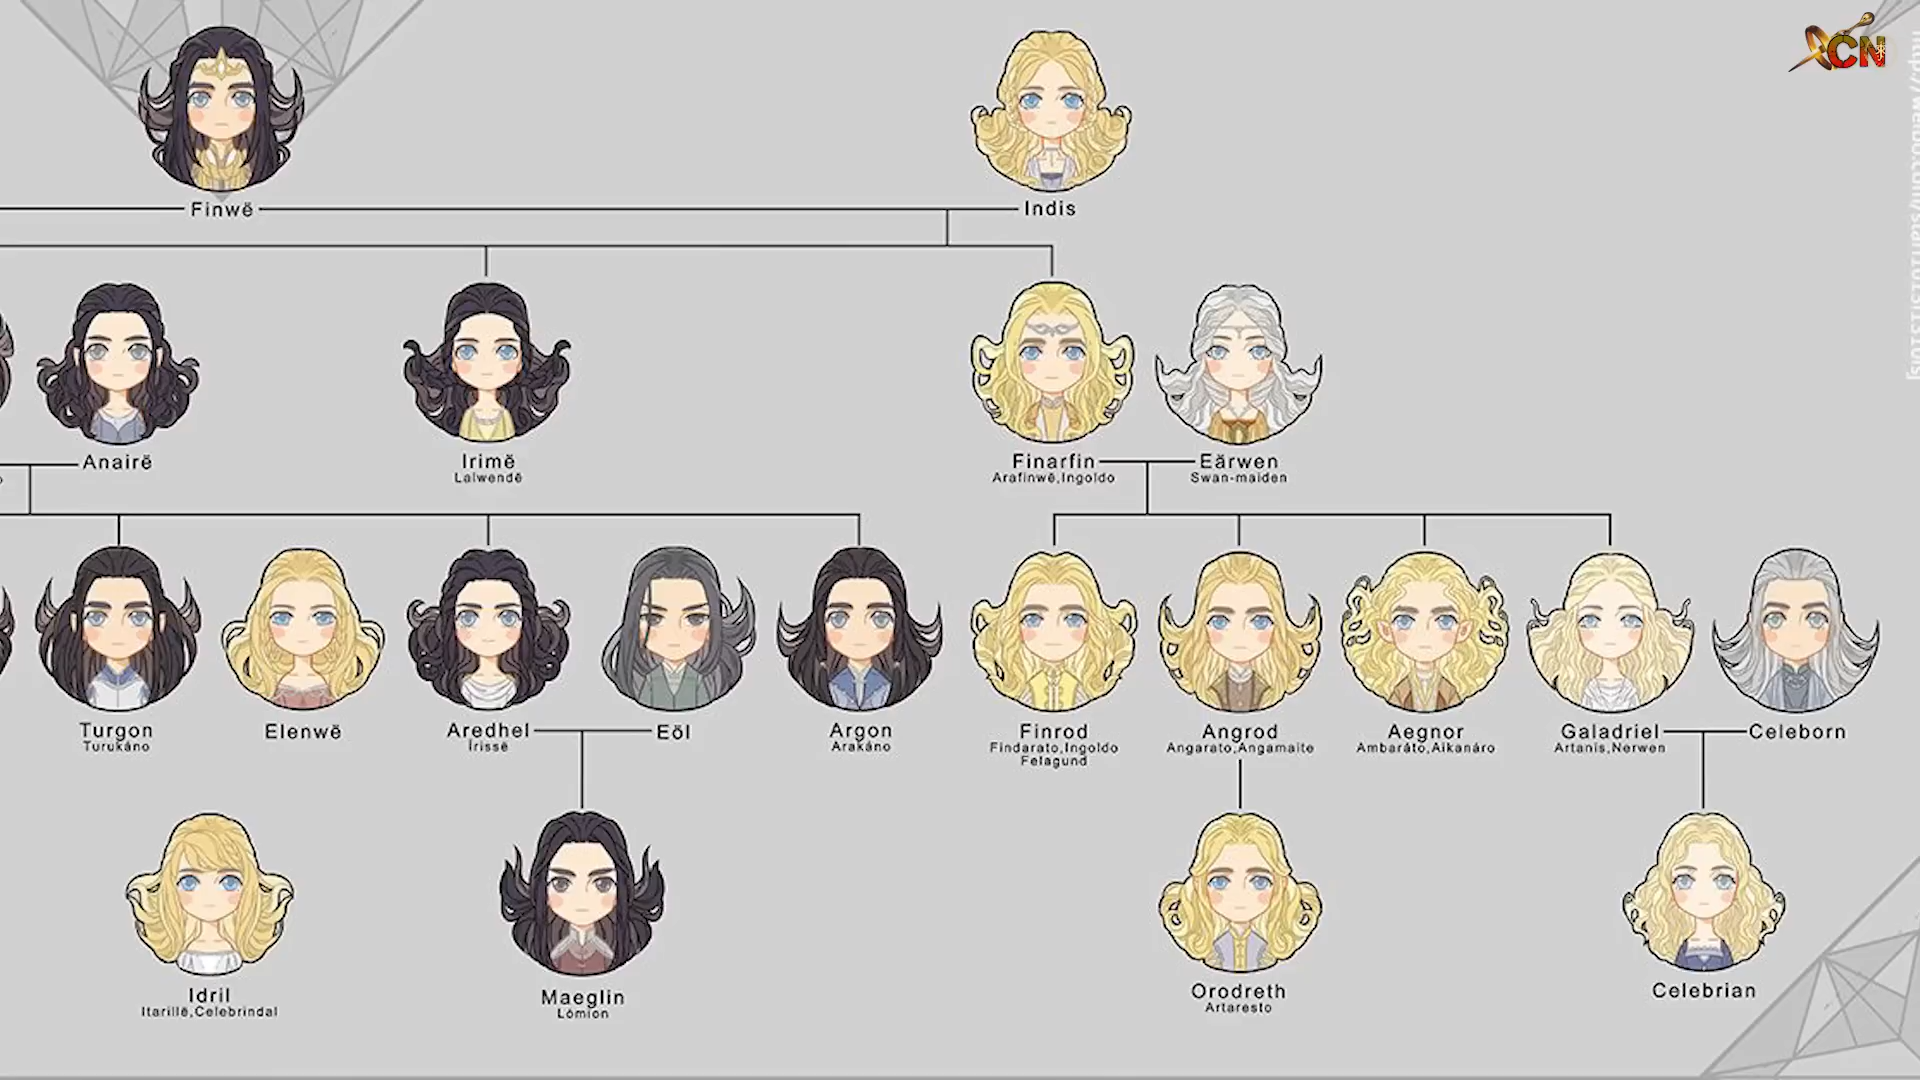 CN
Finwë
Indis
Anairë
Irimë
Lalwendë
Finarfin
Arafinwë,Ingoldo
Eärwen
Swan-maiden
Turgon
Turukáno
Elenwë
Aredhel
Írissë
Eöl
Argon
Arakáno
Finrod
Findarato,Ingoldo
Felagund
Angrod
Angarato,Angamaite
Aegnor
Ambaráto,Aikanáro
Galadriel
Artanis,Nerwen
Celeborn
Idril
Itarillë,Celebrindal
Maeglin
Lómion
Orodreth
Artaresto
Celebrian